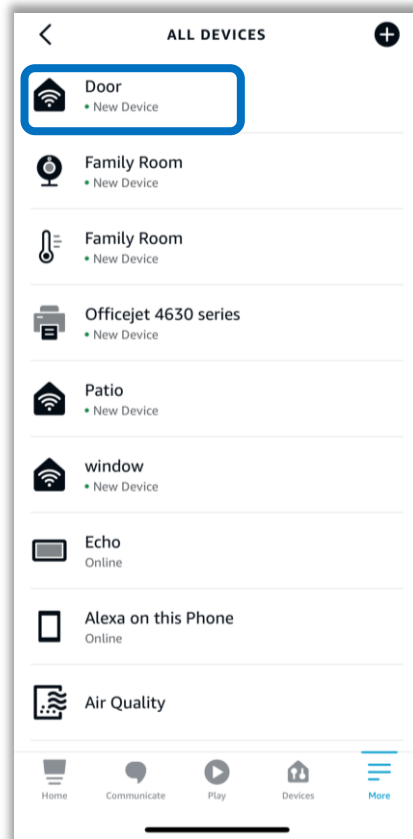 ALL DEVICES
Door
• New Device
Family Room
• New Device
Family Room
• New Device
Officejet 4630 series
• New Device
Patio
• New Device
window
• New Device
Echo
Online
Alexa on this Phone
Online
Air Quality
Home Communicate Play Devices More